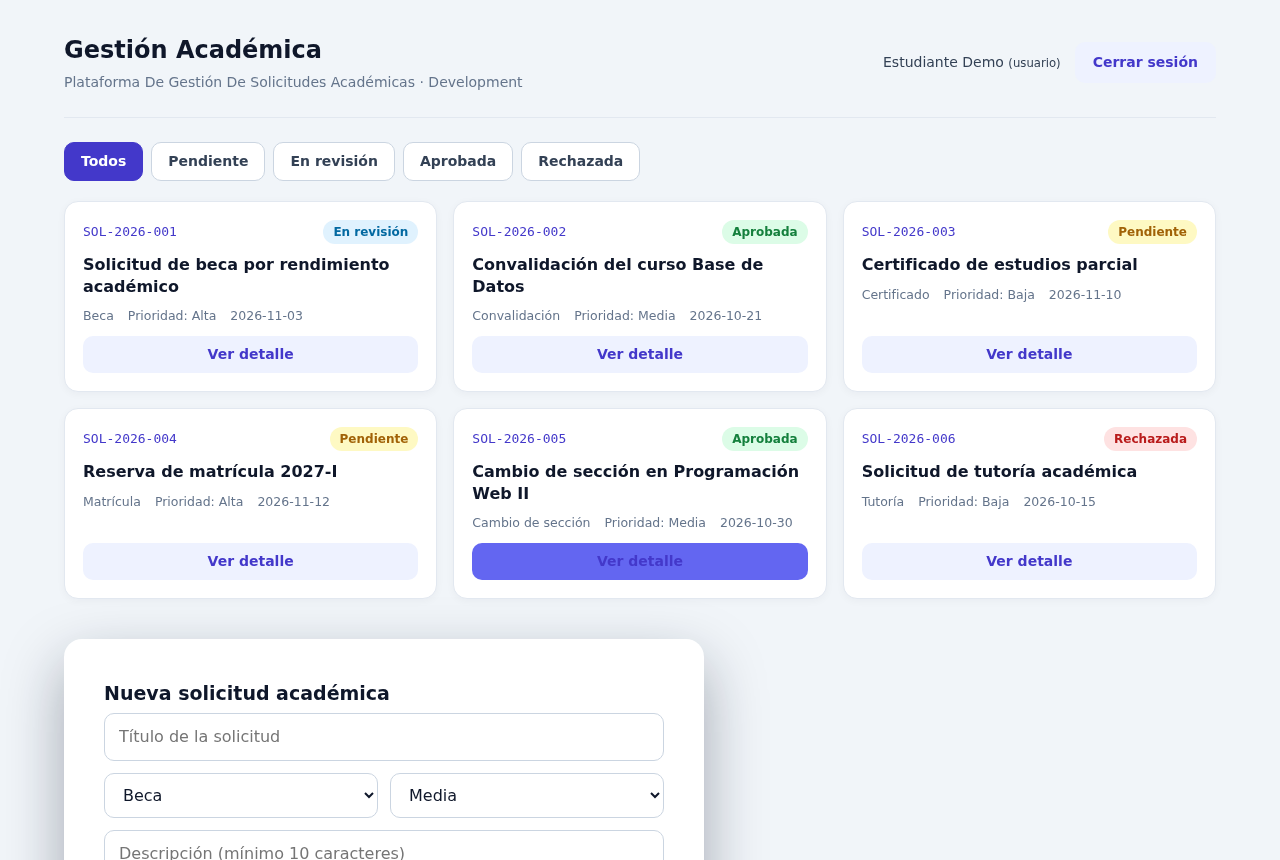 Gestión Académica
Plataforma De Gestión De Solicitudes Académicas · Development
Estudiante Demo (usuario)
Cerrar sesión
Todos
Pendiente
En revisión
Aprobada
Rechazada
SOL-2026-001
En revisión
Solicitud de beca por rendimiento
académico
Beca Prioridad: Alta 2026-11-03
Ver detalle
SOL-2026-002
Aprobada
Convalidación del curso Base de
Datos
Convalidación Prioridad: Media 2026-10-21
Ver detalle
SOL-2026-003
Pendiente
Certificado de estudios parcial
Certificado Prioridad: Baja 2026-11-10
Ver detalle
SOL-2026-004
Pendiente
Reserva de matrícula 2027-I
Matrícula Prioridad: Alta 2026-11-12
Ver detalle
SOL-2026-005
Aprobada
Cambio de sección en Programación
Web II
Cambio de sección Prioridad: Media 2026-10-30
Ver detalle
SOL-2026-006
Rechazada
Solicitud de tutoría académica
Tutoría Prioridad: Baja 2026-10-15
Ver detalle
Nueva solicitud académica
Título de la solicitud
Beca
Media
Descripción (mínimo 10 caracteres)